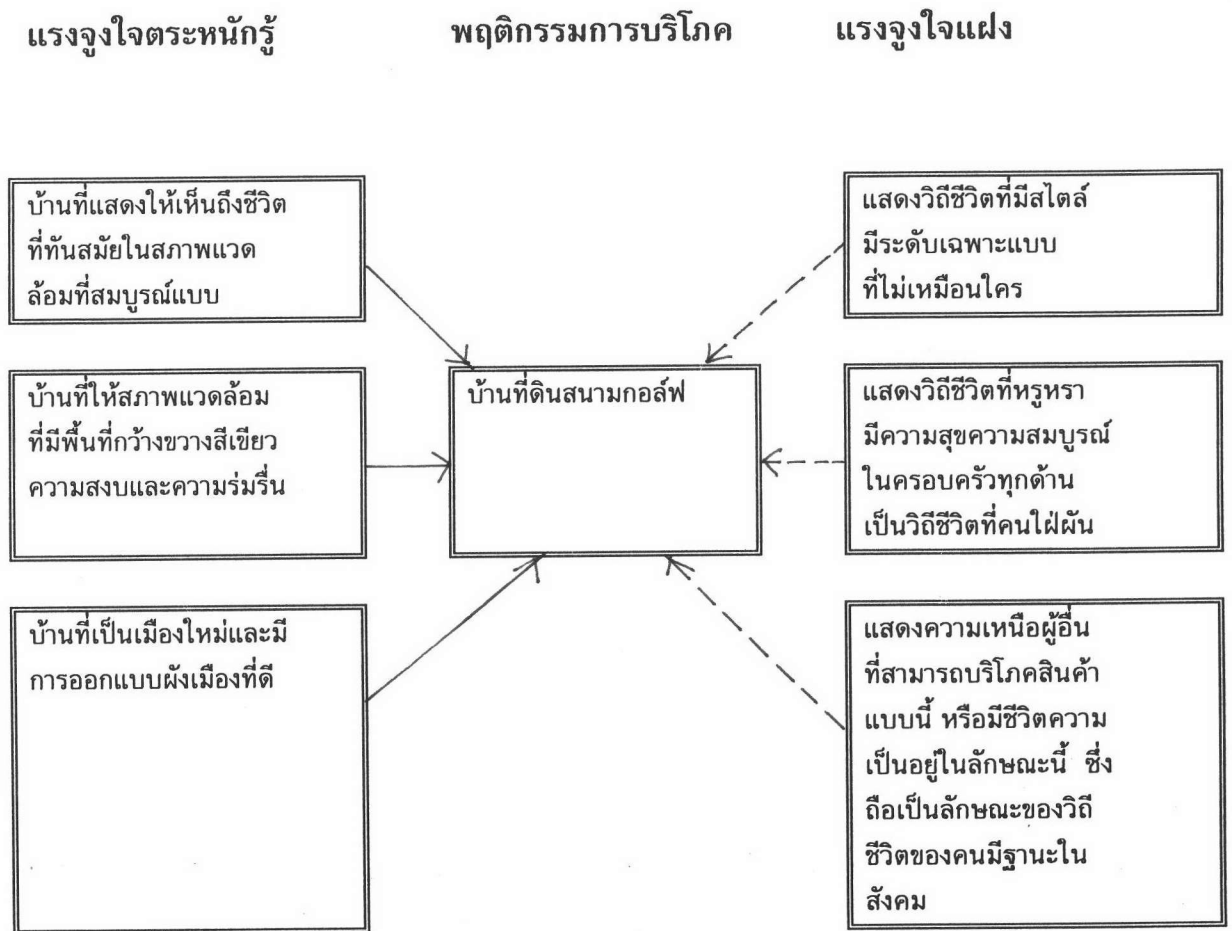 แรงจูงใจตระหนักรู้
พฤติกรรมการบริโภค
แรงจูงใจแฝง
บ้านที่แสดงให้เห็นถึงชีวิต
ที่ทันสมัยในสภาพแวด
ล้อมที่สมบูรณ์แบบ
บ้านที่ให้สภาพแวดล้อม
ที่มีพื้นที่กว้างขวางสีเขียว
ความสงบและความร่มรื่น
บ้านที่เป็นเมืองใหม่และมี
การออกแบบผังเมืองที่ดี
บ้านที่ดินสนามกอล์ฟ
แสดงวิถีชีวิตที่มีสไตล์
มีระดับเฉพาะแบบ
ที่ไม่เหมือนใคร
แสดงวิถีชีวิตที่หรูหรา
มีความสุขความสมบูรณ์
ในครอบครัวทุกด้าน
เป็นวิถีชีวิตที่คนใฝ่ฝัน
แสดงความเหนือผู้อื่น
ที่สามารถบริโภคสินค้า
แบบนี้ หรือมีชีวิตความ
เป็นอยู่ในลักษณะนี้ ซึ่ง
ถือเป็นลักษณะของวิถี
ชีวิตของคนมีฐานะใน
สังคม